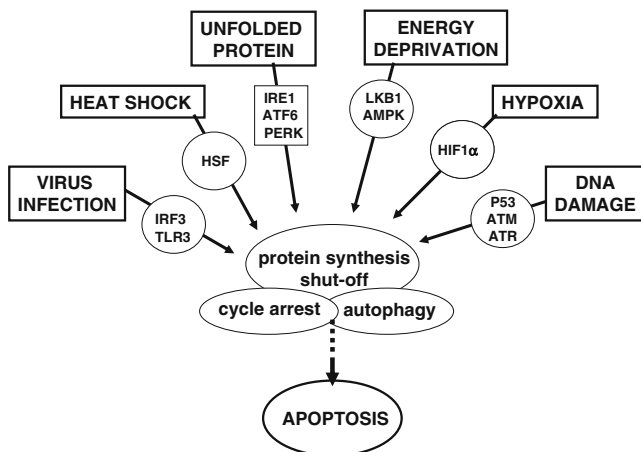 UNFOLDED
PROTEIN
ENERGY
DEPRIVATION
HEAT SHOCK
IRE1
ATF6
PERK
LKB1
AMPK
HYPOXIA
HSF
HIF1α
VIRUS
INFECTION
IRF3
TLR3
P53
ATM
ATR
DNA
DAMAGE
protein synthesis
shut-off
cycle arrest
autophagy
APOPTOSIS